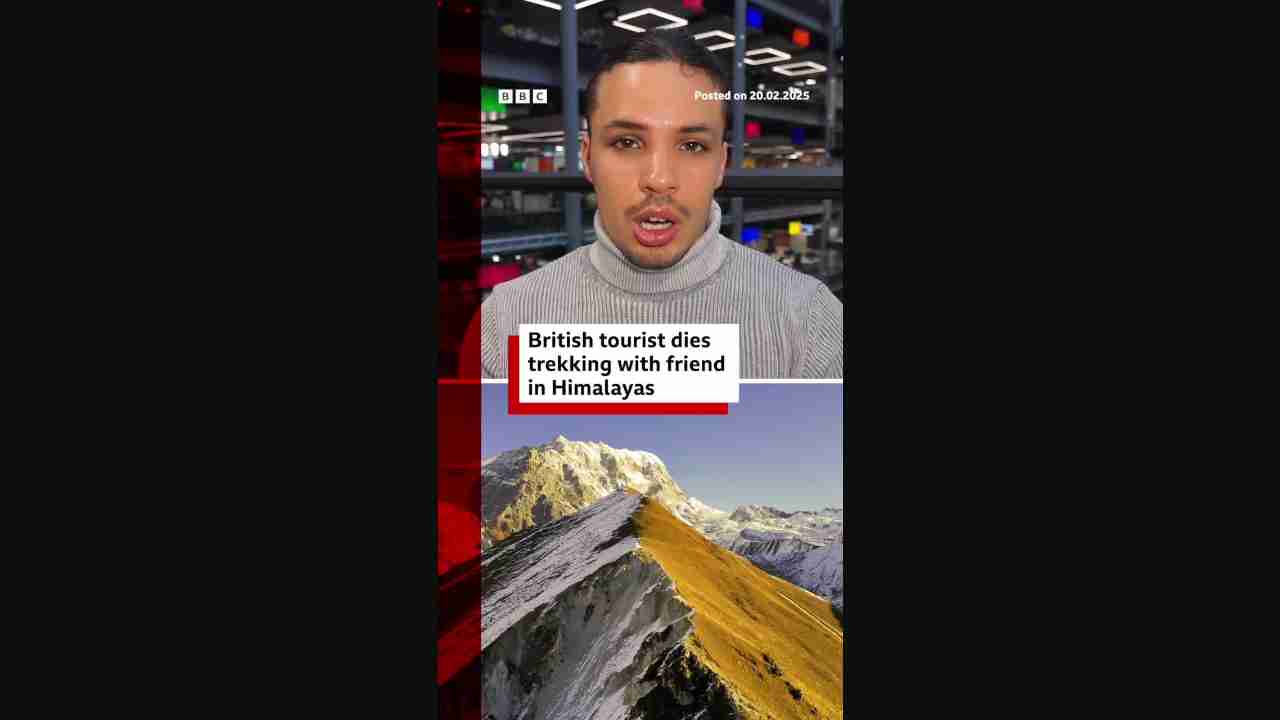 BBC
Posted on 20.02.2025
British tourist dies
trekking with friend
in Himalayas